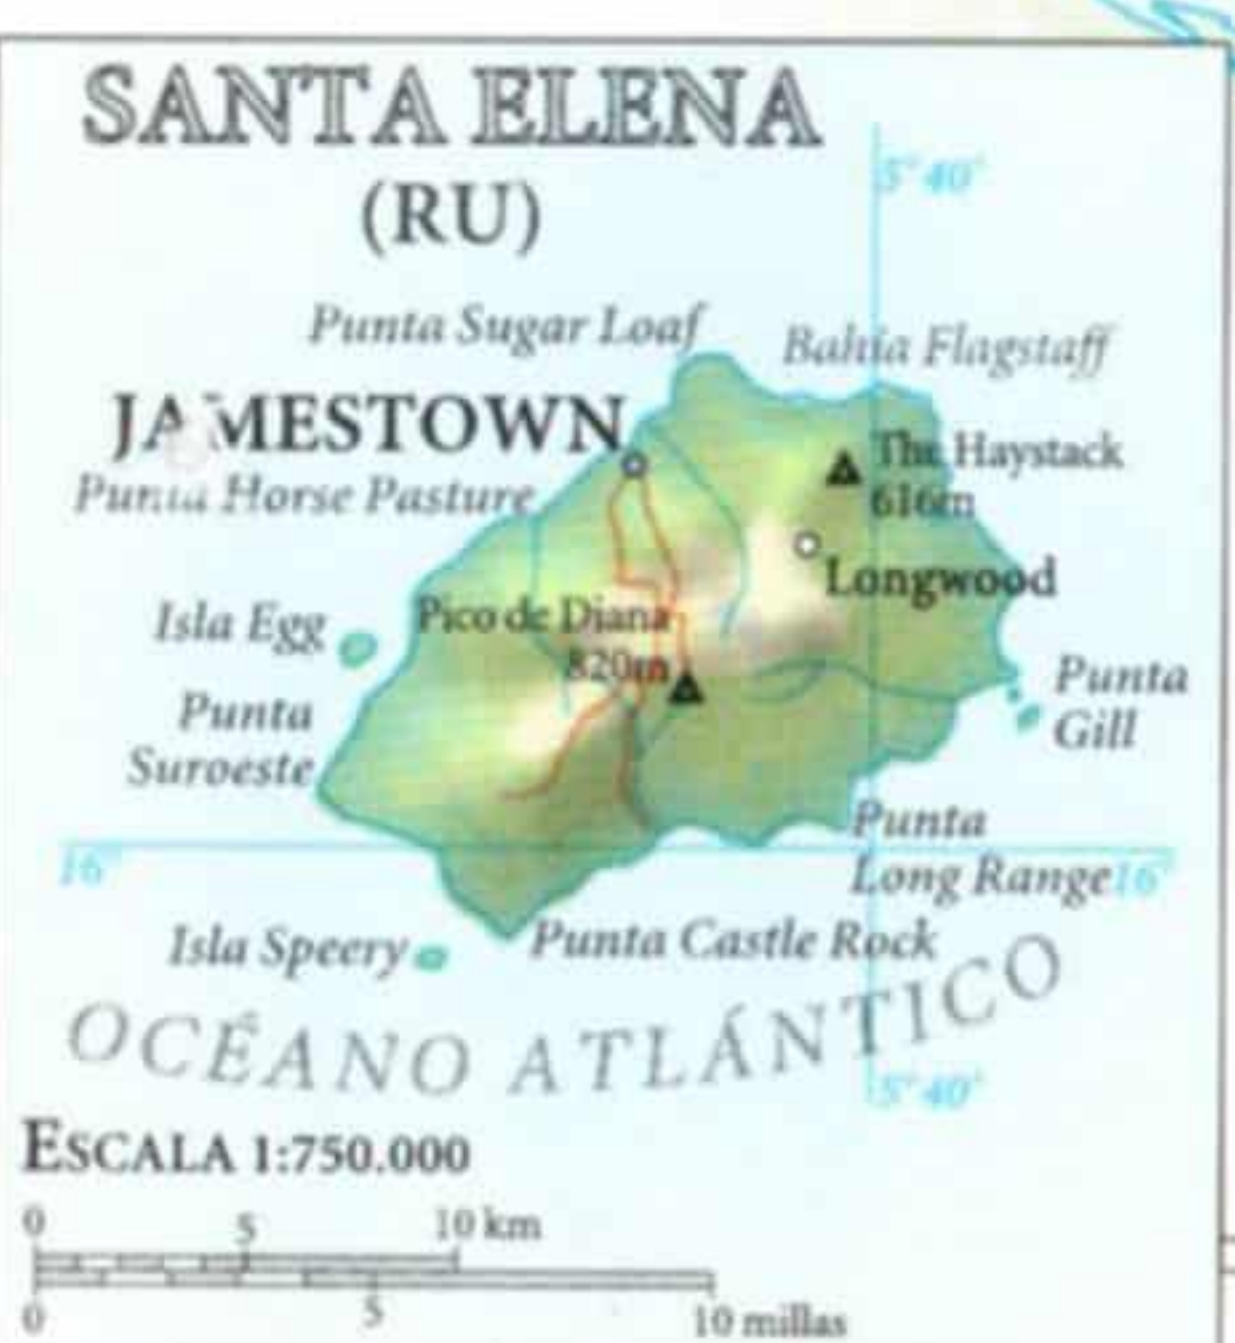 SANTA ELENA
(RU)
5° 40'
Punta Sugar Loaf
Bahía Flagstaff
JAMESTOWN
The Haystack
616m
Punta Horse Pasture
Longwood
Isla Egg
Pico de Diana
820m
Punta
Gill
Punta
Suroeste
Punta
Long Range
16°
16°
Isla Speery
Punta Castle Rock
OCÉANO ATLÁNTICO
5° 40'
ESCALA 1:750.000
0 5 10 km
0 5 10 millas